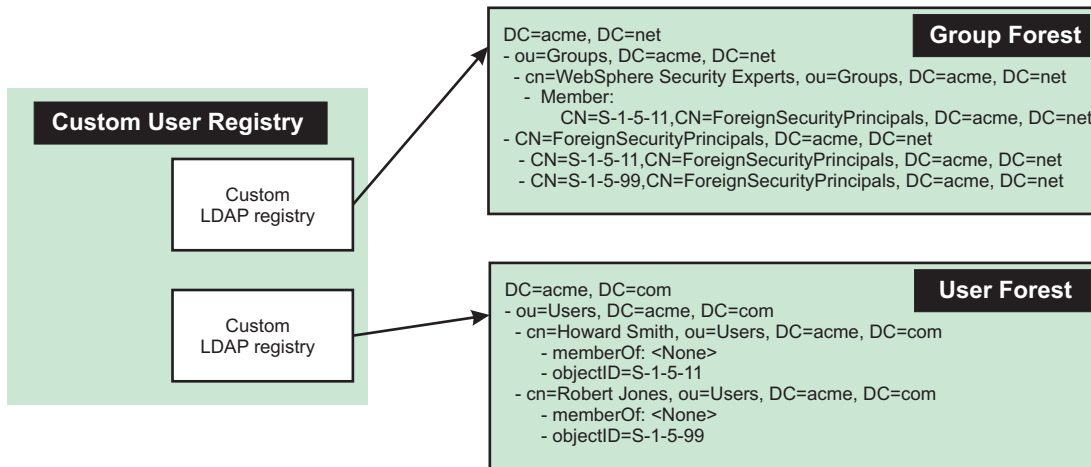 Custom User Registry
Custom
LDAP registry
Custom
LDAP registry
Group Forest
DC=acme, DC=net
- ou=Groups, DC=acme, DC=net
- cn=WebSphere Security Experts, ou=Groups, DC=acme, DC=net
- Member:
CN=S-1-5-11,CN=ForeignSecurityPrincipals, DC=acme, DC=net
- CN=ForeignSecurityPrincipals, DC=acme, DC=net
- CN=S-1-5-11,CN=ForeignSecurityPrincipals, DC=acme, DC=net
- CN=S-1-5-99,CN=ForeignSecurityPrincipals, DC=acme, DC=net
User Forest
DC=acme, DC=com
- ou=Users, DC=acme, DC=com
- cn=Howard Smith, ou=Users, DC=acme, DC=com
- memberOf: <None>
- objectID=S-1-5-11
- cn=Robert Jones, ou=Users, DC=acme, DC=com
- memberOf: <None>
- objectID=S-1-5-99